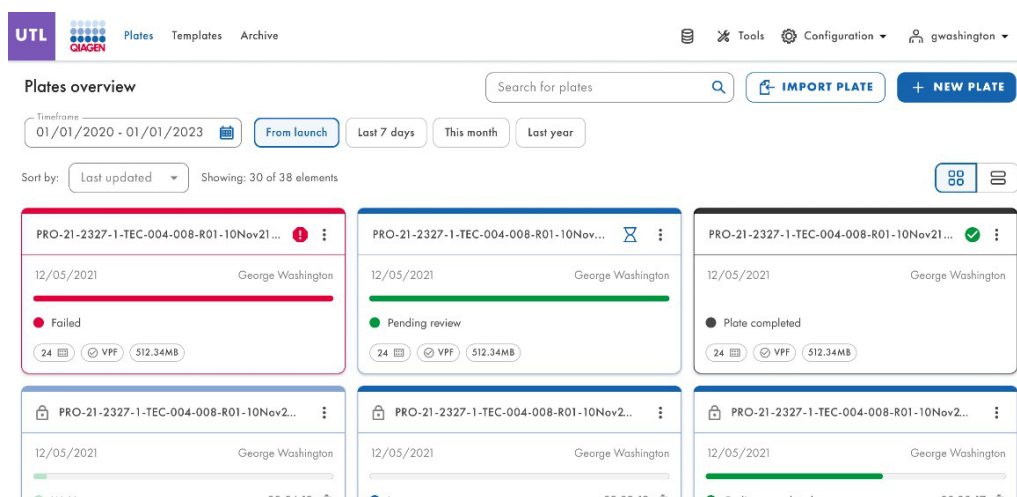 UTL QIAGEN Plates Templates Archive Tools Configuration gwashington
Plates overview Search for plates IMPORT PLATE + NEW PLATE
Timeframe
01/01/2020 - 01/01/2023 From launch Last 7 days This month Last year
Sort by: Last updated Showing: 30 of 38 elements
PRO-21-2327-1-TEC-004-008-R01-10Nov21... PRO-21-2327-1-TEC-004-008-R01-10Nov... PRO-21-2327-1-TEC-004-008-R01-10Nov21...
12/05/2021 George Washington 12/05/2021 George Washington 12/05/2021 George Washington
Failed Pending review Plate completed
24 VPF 512.34MB 24 VPF 512.34MB 24 VPF 512.34MB
PRO-21-2327-1-TEC-004-008-R01-10Nov2... PRO-21-2327-1-TEC-004-008-R01-10Nov2... PRO-21-2327-1-TEC-004-008-R01-10Nov2...
12/05/2021 George Washington 12/05/2021 George Washington 12/05/2021 George Washington